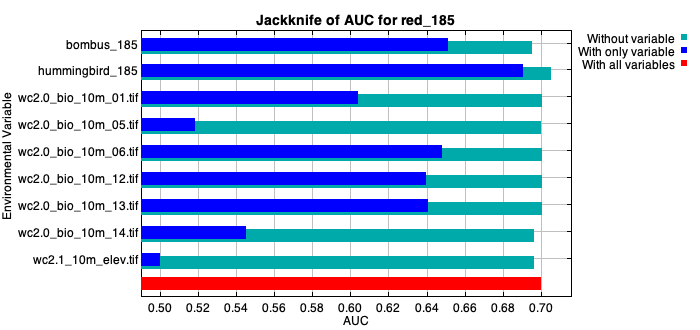 Jackknife of AUC for red_185
Without variable
With only variable
With all variables
Environmental Variable
bombus_185
hummingbird_185
wc2.0_bio_10m_01.tif
wc2.0_bio_10m_05.tif
wc2.0_bio_10m_06.tif
wc2.0_bio_10m_12.tif
wc2.0_bio_10m_13.tif
wc2.0_bio_10m_14.tif
wc2.1_10m_elev.tif
0.50 0.52 0.54 0.56 0.58 0.60 0.62 0.64 0.66 0.68 0.70
AUC